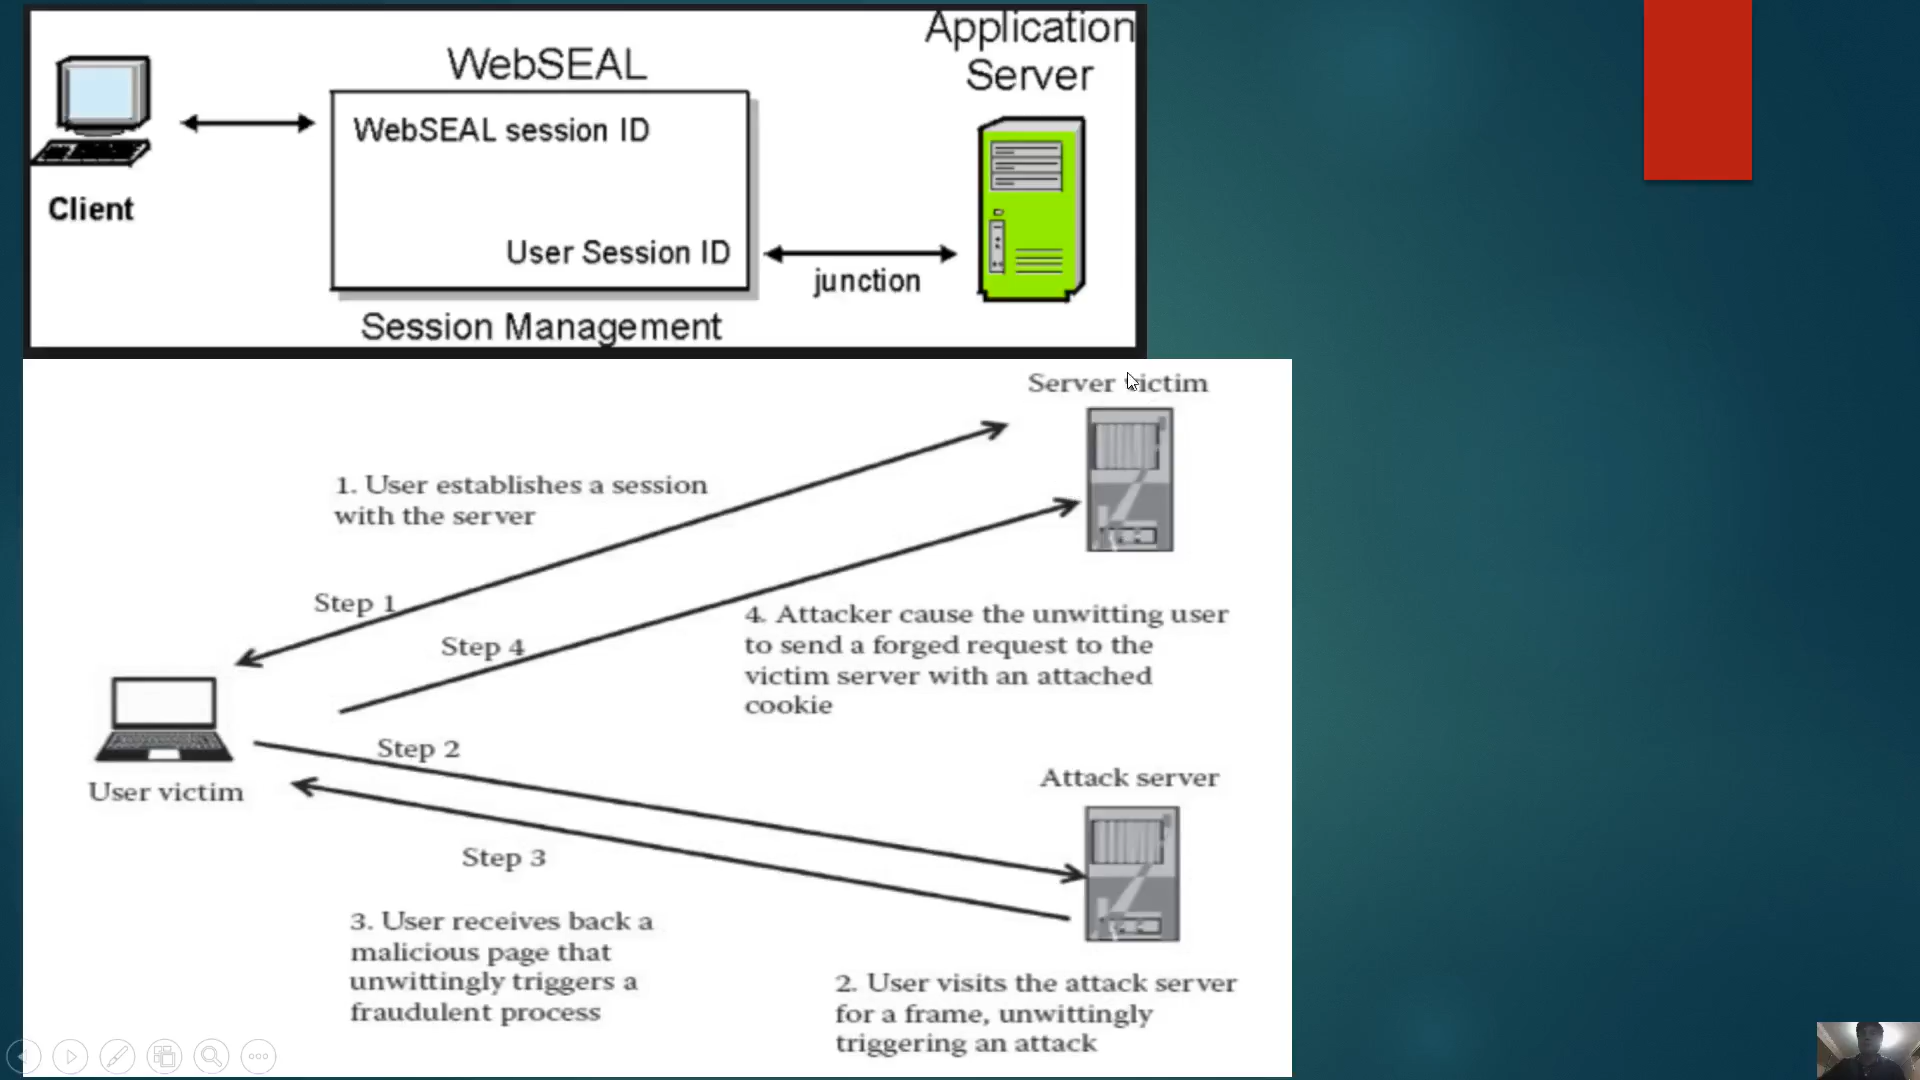 WebSEAL
Application
Server
WebSEAL session ID
Client
User Session ID
junction
Session Management
Server victim
1. User establishes a session
with the server
Step 1
Step 4
4. Attacker cause the unwitting user
to send a forged request to the
victim server with an attached
cookie
Step 2
User victim
Attack server
Step 3
3. User receives back a
malicious page that
unwittingly triggers a
fraudulent process
2. User visits the attack server
for a frame, unwittingly
triggering an attack